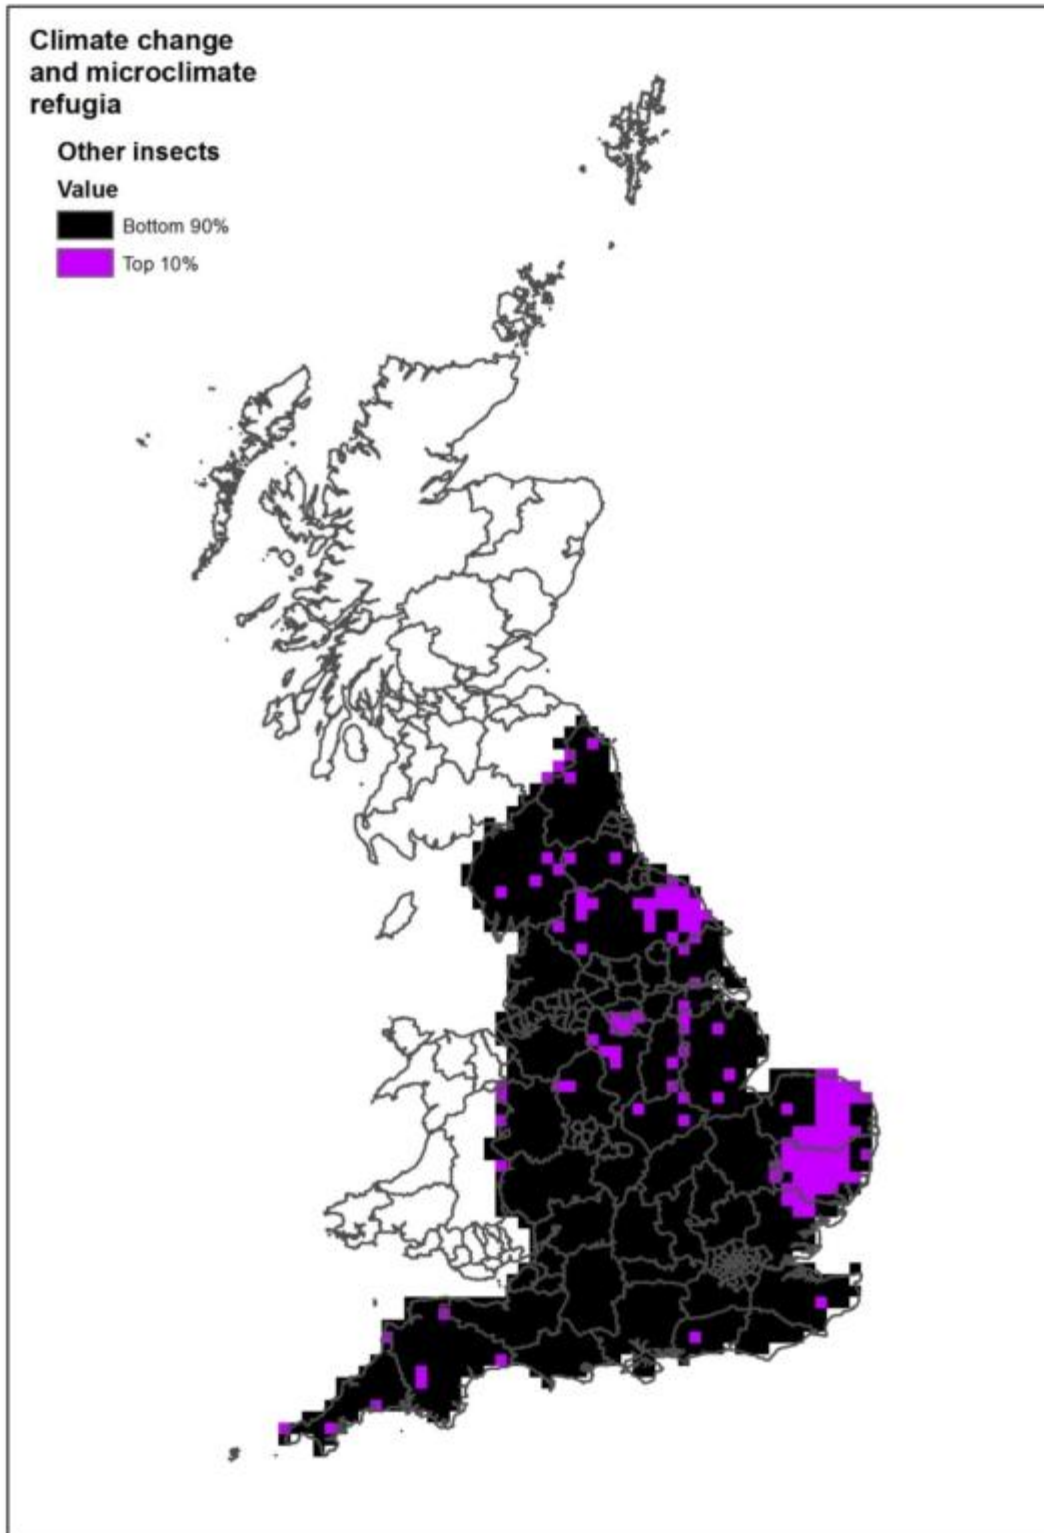 Climate change
and microclimate
refugia
Other insects
Value
Bottom 90%
Top 10%